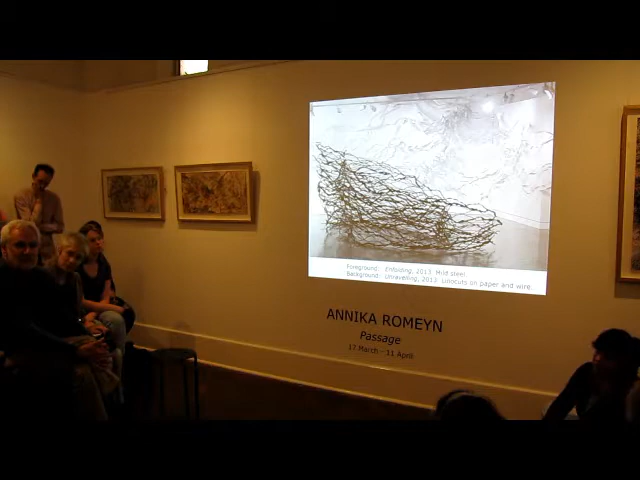 Foreground: Enfolding, 2013 Mild steel.
Background: Unravelling, 2013 Linocuts on paper and wire.
ANNIKA ROMEYN
Passage
17 March - 11 April